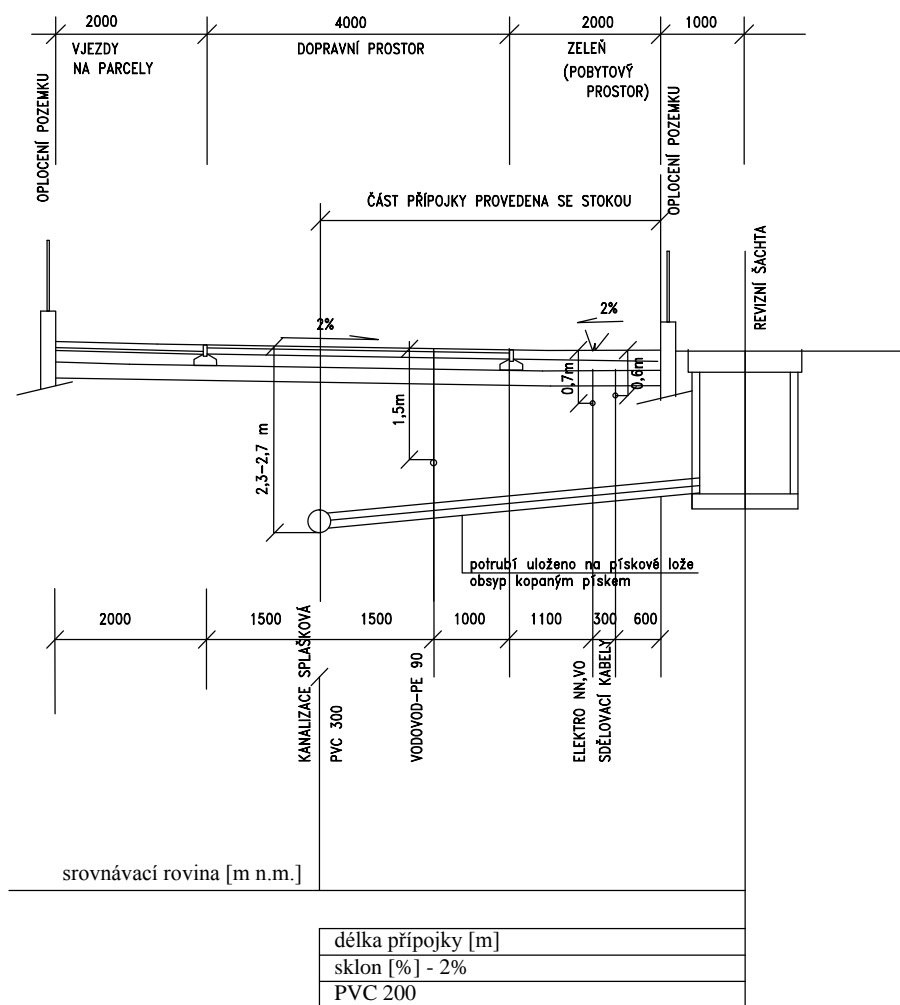 2000
4000
2000
1000
VJEZDY
NA PARCELY
DOPRAVNÍ PROSTOR
ZELEŇ
(POBYTOVÝ
PROSTOR)
OPLOCENÍ POZEMKU
OPLOCENÍ POZEMKU
ČÁST PŘÍPOJKY PROVEDENA SE STOKOU
REVIZNÍ ŠACHTA
2%
2%
2,3-2,7 m
1,5m
0,7m
0,6m
potrubí uloženo na pískové lože
obsyp kopaným pískem
2000
1500
1500
1000
1100
300
600
KANALIZACE SPLAŠKOVÁ
PVC 300
VODOVOD-PE 90
ELEKTRO NN,VO
SDĚLOVACÍ KABELY
srovnávací rovina [m n.m.]
délka přípojky [m]
sklon [%] - 2%
PVC 200